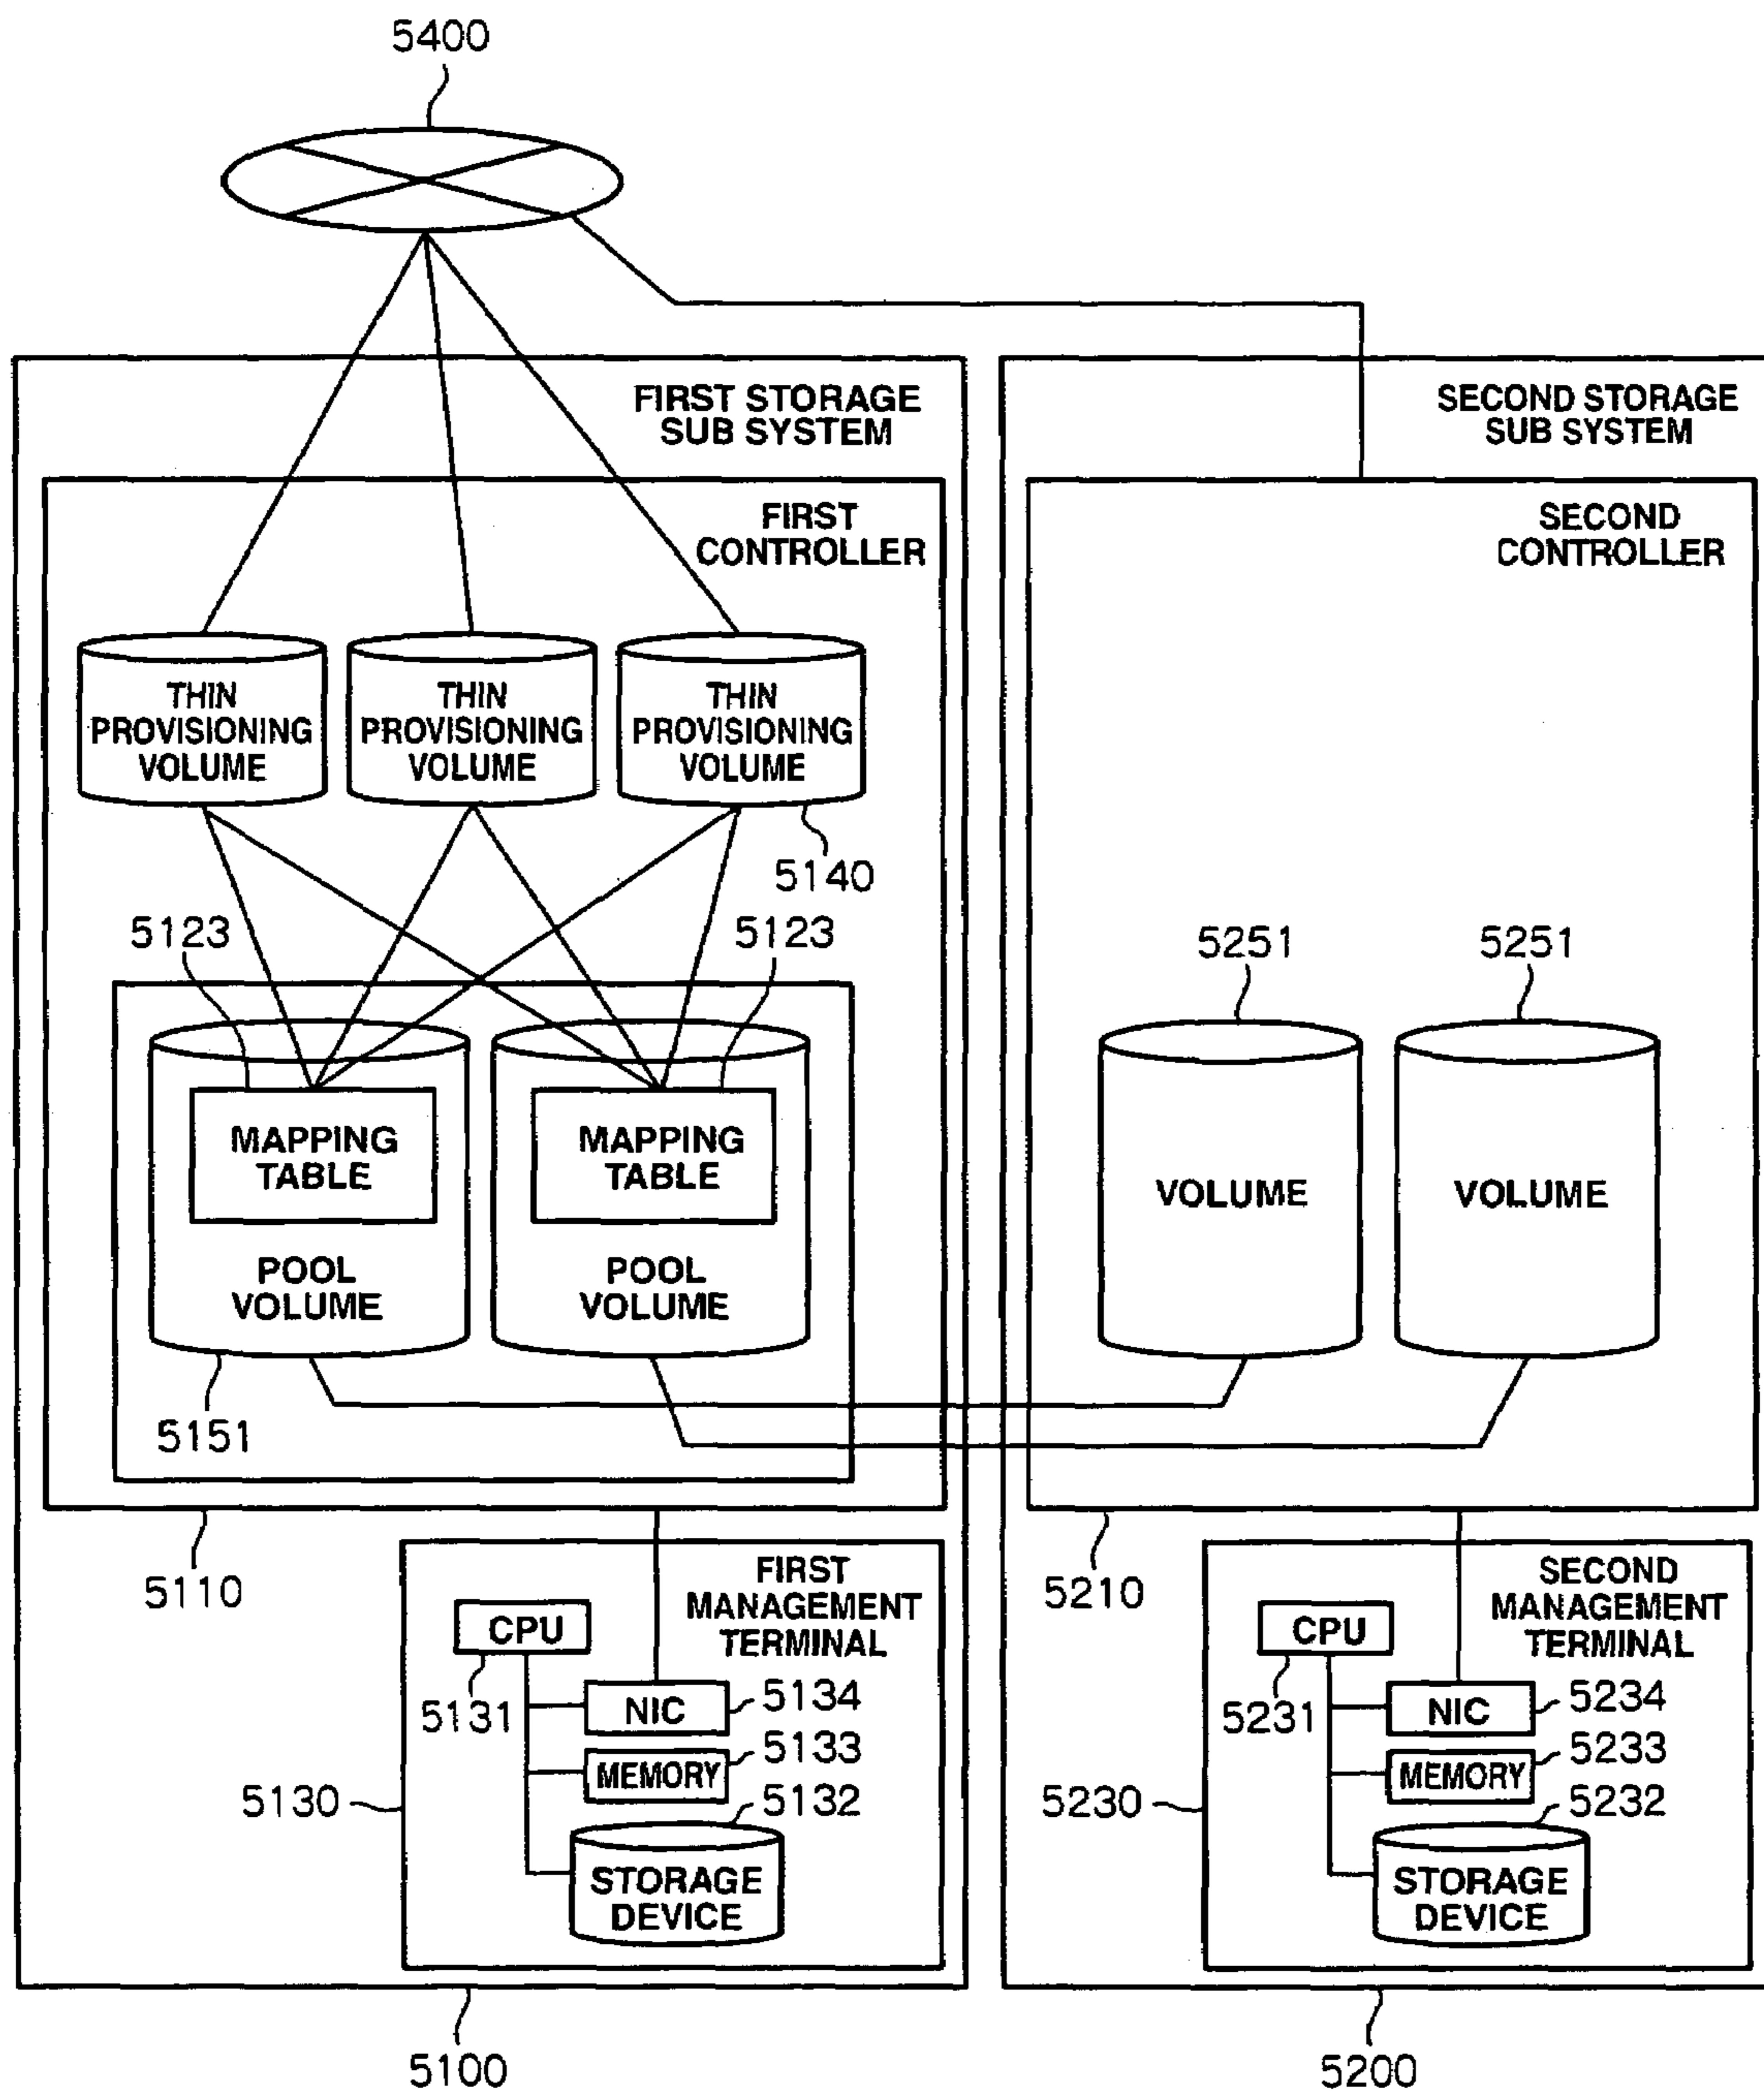 5400
FIRST STORAGE
SUB SYSTEM
SECOND STORAGE
SUB SYSTEM
FIRST
CONTROLLER
SECOND
CONTROLLER
THIN
PROVISIONING
VOLUME
THIN
PROVISIONING
VOLUME
THIN
PROVISIONING
VOLUME
5140
5123
5123
5251
5251
MAPPING
TABLE
MAPPING
TABLE
VOLUME
VOLUME
POOL
VOLUME
POOL
VOLUME
5151
5110
5210
FIRST
MANAGEMENT
TERMINAL
CPU
5131
NIC
5134
MEMORY
5133
5130
5132
STORAGE
DEVICE
SECOND
MANAGEMENT
TERMINAL
CPU
5231
NIC
5234
MEMORY
5233
5230
5232
STORAGE
DEVICE
5100
5200